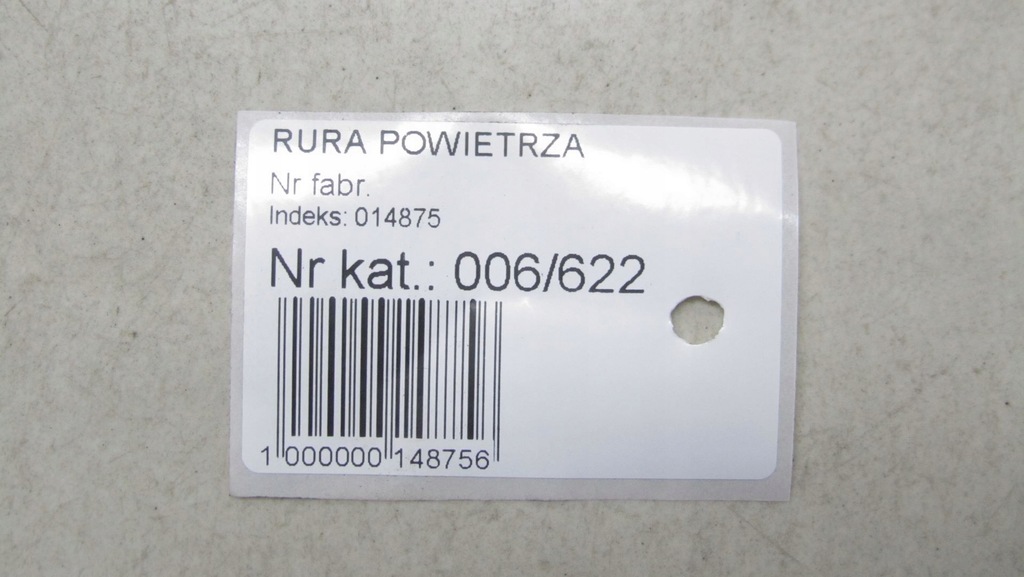 RURA POWIETRZA
Nr fabr.
Indeks: 014875
Nr kat.: 006/622
1 000000 148756